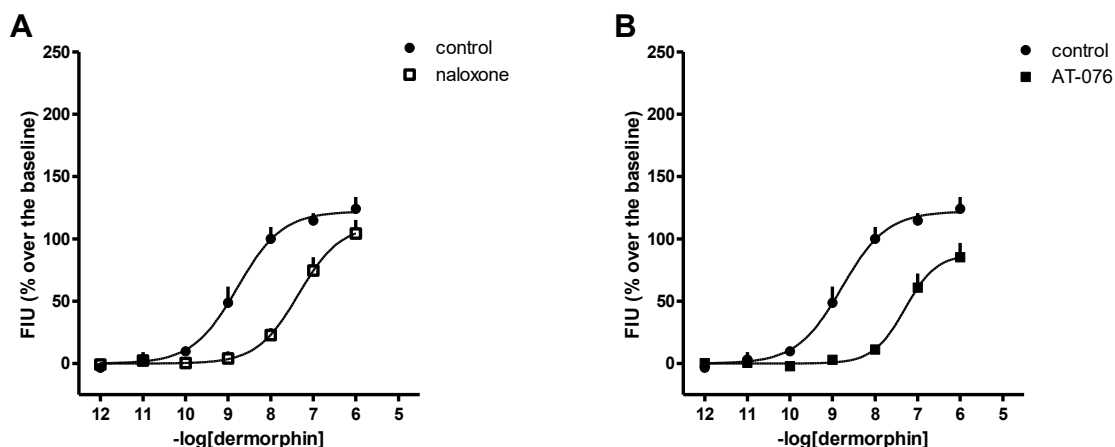 A
control
naloxone
250
200
150
100
50
0
FIU (% over the baseline)
12 11 10 9 8 7 6 5
-log[dermorphin]
B
control
AT-076
250
200
150
100
50
0
FIU (% over the baseline)
12 11 10 9 8 7 6 5
-log[dermorphin]